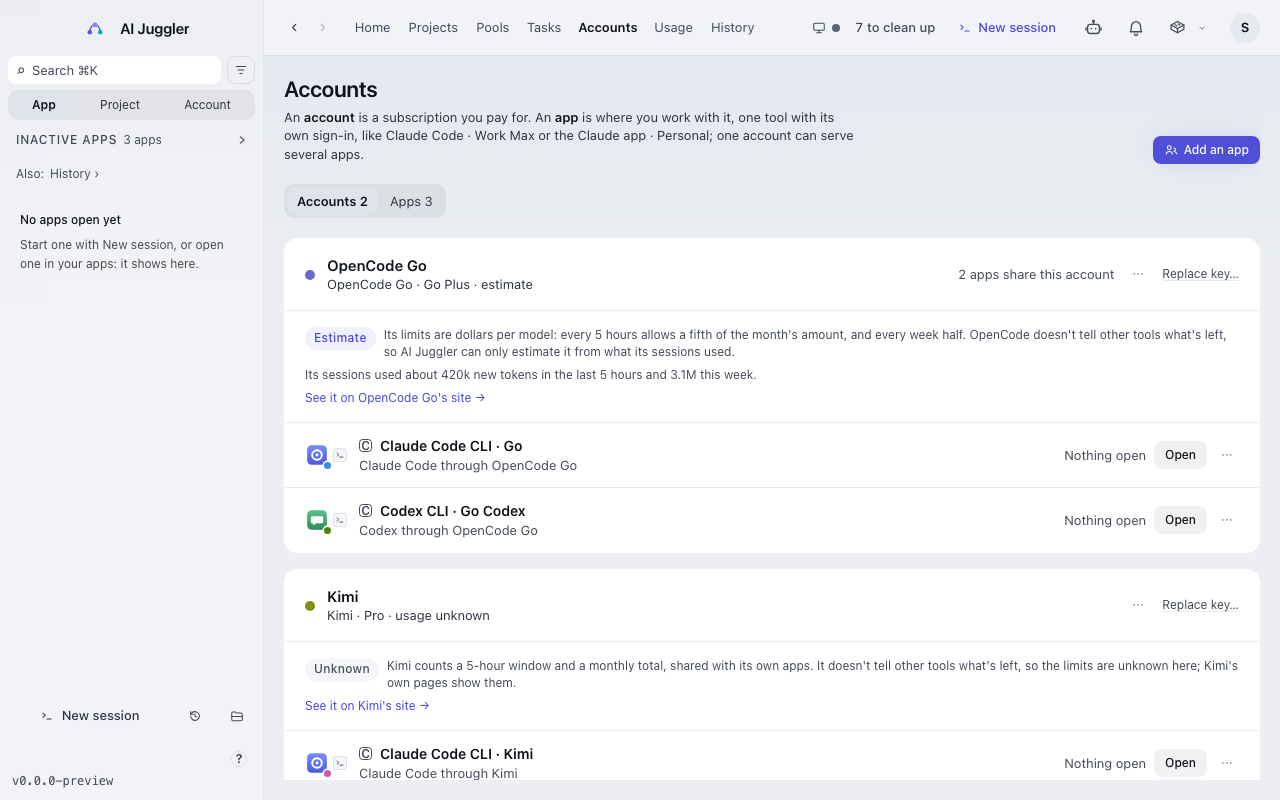 AI Juggler
Search ⌘K
App
Project
Account
INACTIVE APPS 3 apps
Also: History ›
No apps open yet
Start one with New session, or open
one in your apps: it shows here.
New session
?
v0.0.0-preview
Home
Projects
Pools
Tasks
Accounts
Usage
History
7 to clean up
New session
S
Accounts
An account is a subscription you pay for. An app is where you work with it, one tool with its
own sign-in, like Claude Code · Work Max or the Claude app · Personal; one account can serve
several apps.
Add an app
Accounts 2
Apps 3
OpenCode Go
OpenCode Go · Go Plus · estimate
2 apps share this account
···
Replace key…
Estimate
Its limits are dollars per model: every 5 hours allows a fifth of the month's amount, and every week half. OpenCode doesn't tell other tools what's left,
so AI Juggler can only estimate it from what its sessions used.
Its sessions used about 420k new tokens in the last 5 hours and 3.1M this week.
See it on OpenCode Go's site →
C Claude Code CLI · Go
Claude Code through OpenCode Go
Nothing open
Open
···
C Codex CLI · Go Codex
Codex through OpenCode Go
Nothing open
Open
···
Kimi
Kimi · Pro · usage unknown
···
Replace key…
Unknown
Kimi counts a 5-hour window and a monthly total, shared with its own apps. It doesn't tell other tools what's left, so the limits are unknown here; Kimi's
own pages show them.
See it on Kimi's site →
C Claude Code CLI · Kimi
Claude Code through Kimi
Nothing open
Open
···